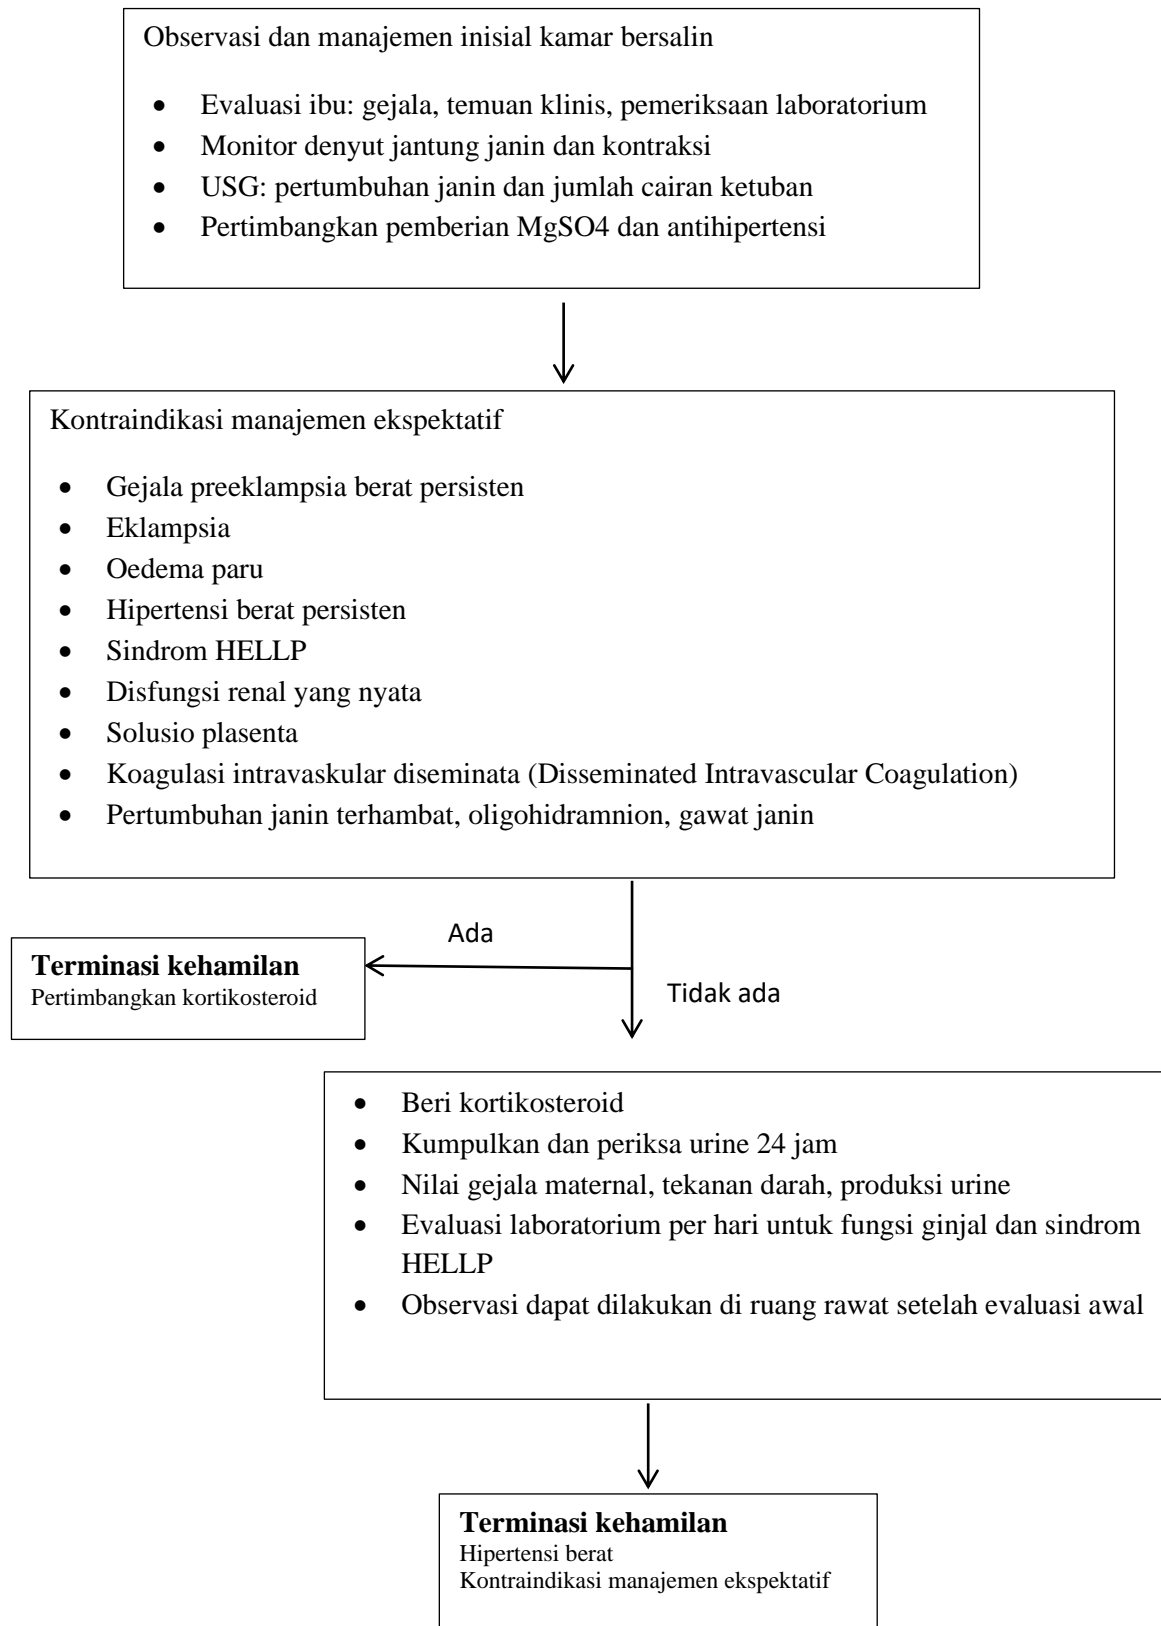 Observasi dan manajemen inisial kamar bersalin
• Evaluasi ibu: gejala, temuan klinis, pemeriksaan laboratorium
• Monitor denyut jantung janin dan kontraksi
• USG: pertumbuhan janin dan jumlah cairan ketuban
• Pertimbangkan pemberian MgSO4 dan antihipertensi
Kontraindikasi manajemen ekspektatif
• Gejala preeklampsia berat persisten
• Eklampsia
• Oedema paru
• Hipertensi berat persisten
• Sindrom HELLP
• Disfungsi renal yang nyata
• Solusio plasenta
• Koagulasi intravaskular diseminata (Disseminated Intravascular Coagulation)
• Pertumbuhan janin terhambat, oligohidramnion, gawat janin
Ada
Terminasi kehamilan
Pertimbangkan kortikosteroid
Tidak ada
• Beri kortikosteroid
• Kumpulkan dan periksa urine 24 jam
• Nilai gejala maternal, tekanan darah, produksi urine
• Evaluasi laboratorium per hari untuk fungsi ginjal dan sindrom
HELLP
• Observasi dapat dilakukan di ruang rawat setelah evaluasi awal
Terminasi kehamilan
Hipertensi berat
Kontraindikasi manajemen ekspektatif